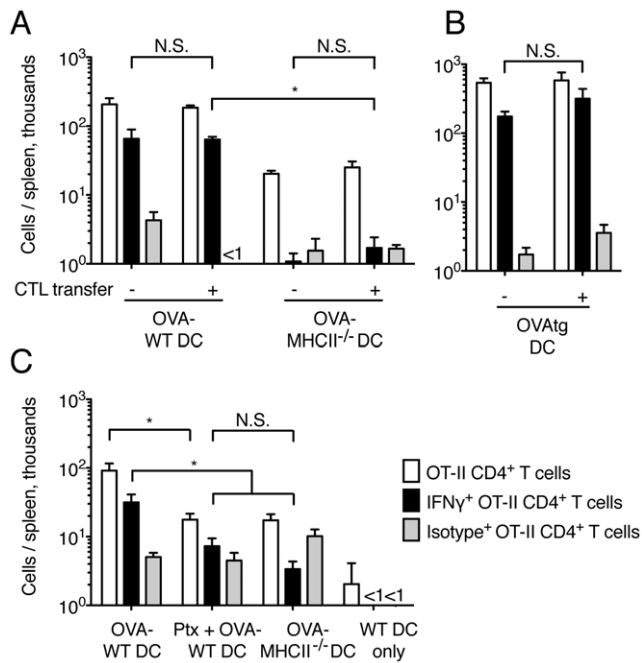 A
Cells / spleen, thousands
10³
10²
10¹
10⁰
N.S.
N.S.
*
<1
CTL transfer - + - +
OVA-
WT DC
OVA-
MHCII⁻/⁻ DC
B
10³
10²
10¹
10⁰
N.S.
- +
OVAtg
DC
C
Cells / spleen, thousands
10³
10²
10¹
10⁰
*
N.S.
*
<1 <1
OVA-
WT DC
Ptx + OVA-
WT DC
OVA-
MHCII⁻/⁻ DC
WT DC
only
OT-II CD4⁺ T cells
IFNγ⁺ OT-II CD4⁺ T cells
Isotype⁺ OT-II CD4⁺ T cells